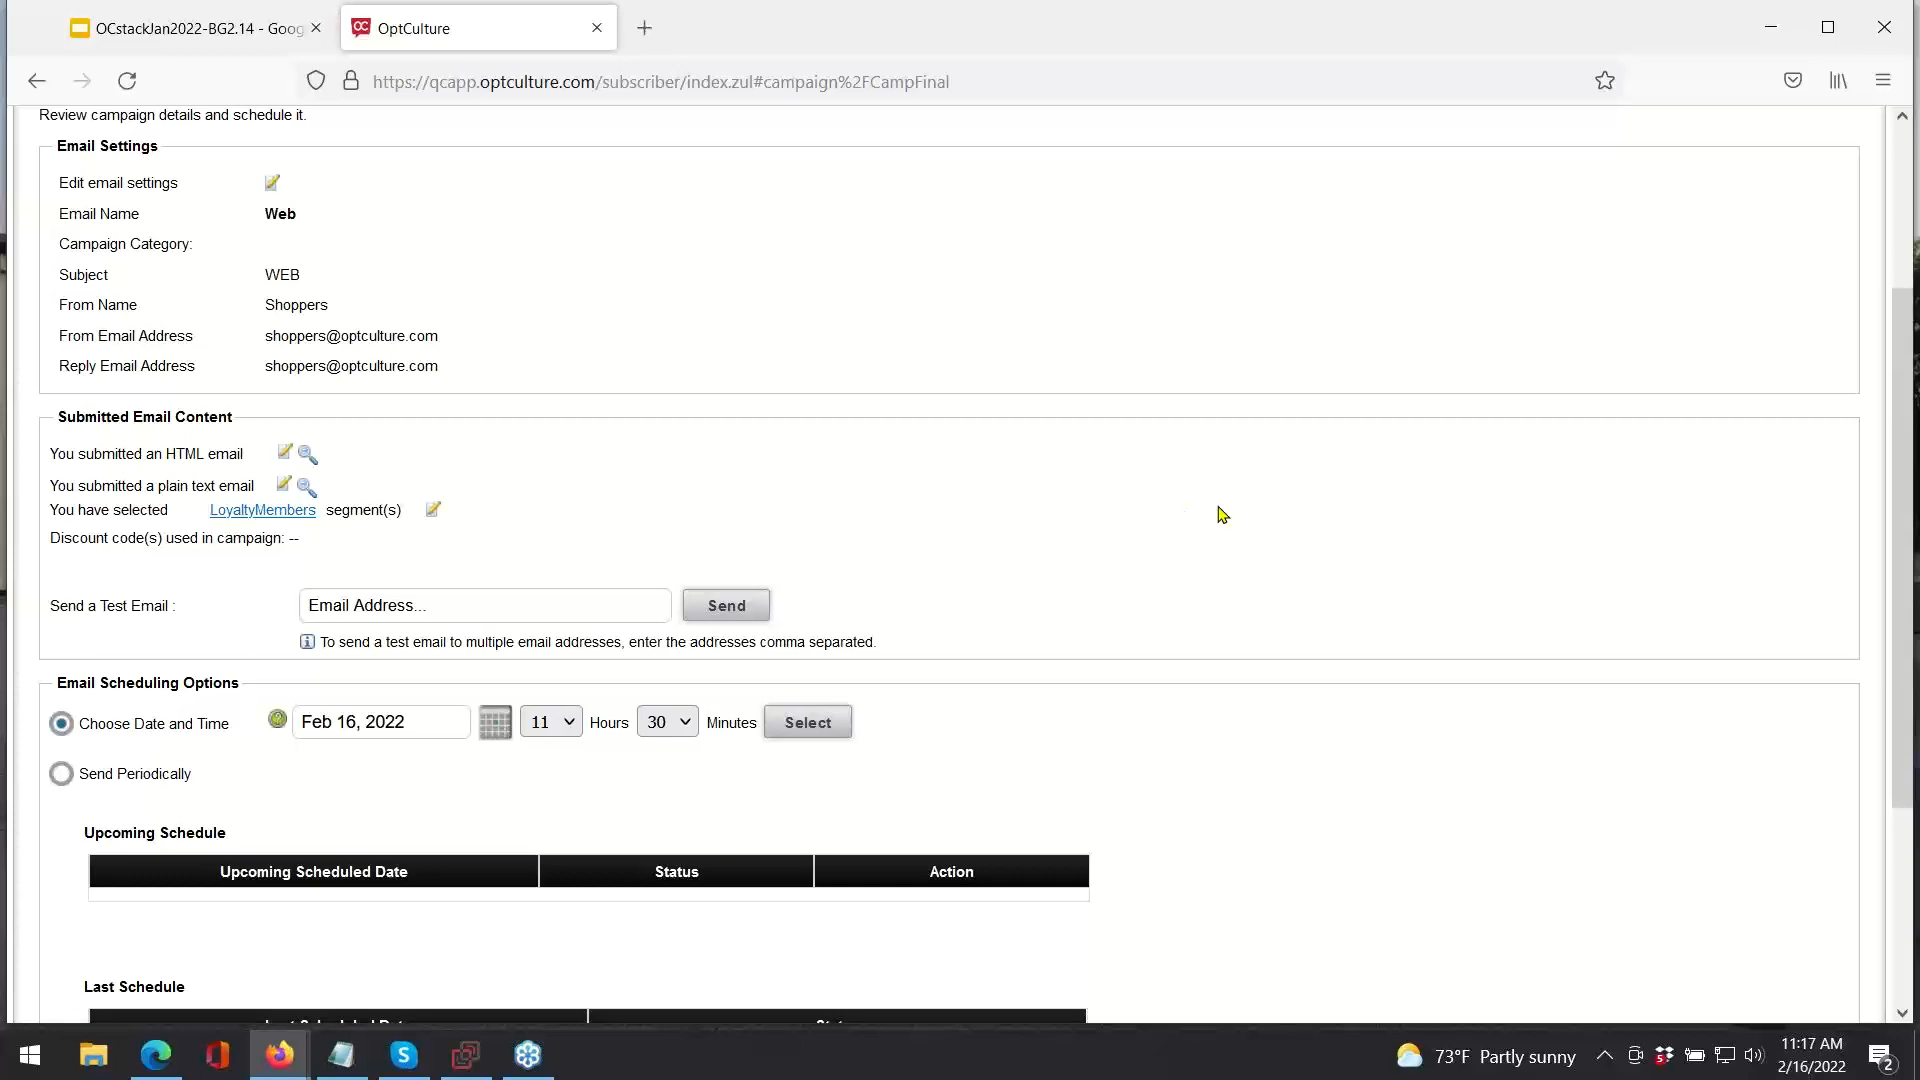 OCstackJan2022-BG2.14 - Goog
OptCulture
https://qcapp.optculture.com/subscriber/index.zul#campaign%2FCampFinal
Review campaign details and schedule it.
Email Settings
Edit email settings
Email Name Web
Campaign Category:
Subject WEB
From Name Shoppers
From Email Address shoppers@optculture.com
Reply Email Address shoppers@optculture.com
Submitted Email Content
You submitted an HTML email
You submitted a plain text email
You have selected LoyaltyMembers segment(s)
Discount code(s) used in campaign: --
Send a Test Email : Email Address... Send
To send a test email to multiple email addresses, enter the addresses comma separated.
Email Scheduling Options
Choose Date and Time Feb 16, 2022 11 Hours 30 Minutes Select
Send Periodically
Upcoming Schedule
Upcoming Scheduled Date Status Action
Last Schedule
73°F Partly sunny
11:17 AM
2/16/2022
2